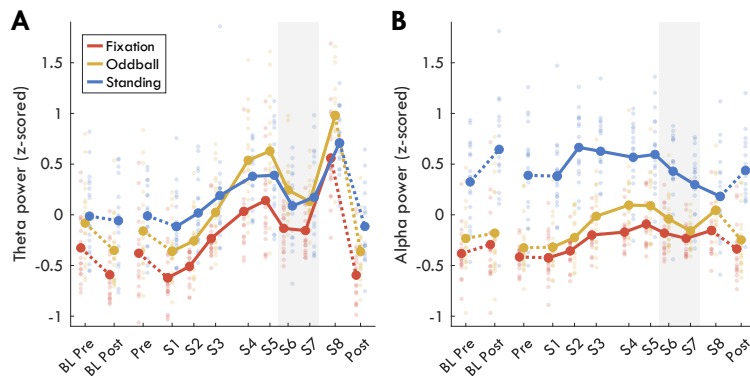 A
Theta power (z-scored)
1.5
1
0.5
0
-0.5
-1
Fixation
Oddball
Standing
BL Pre
BL Post
Pre
S1
S2
S3
S4
S5
S6
S7
S8
Post
B
Alpha power (z-scored)
1.5
1
0.5
0
-0.5
-1
BL Pre
BL Post
Pre
S1
S2
S3
S4
S5
S6
S7
S8
Post